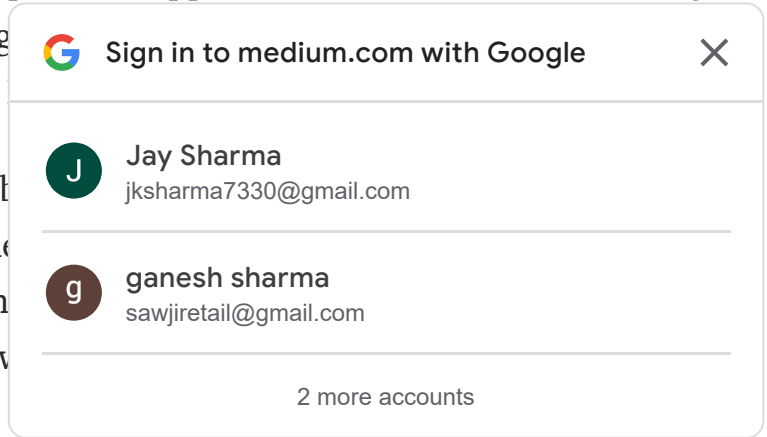 Sign in to medium.com with Google
Jay Sharma
jksharma7330@gmail.com
ganesh sharma
sawjiretail@gmail.com
2 more accounts